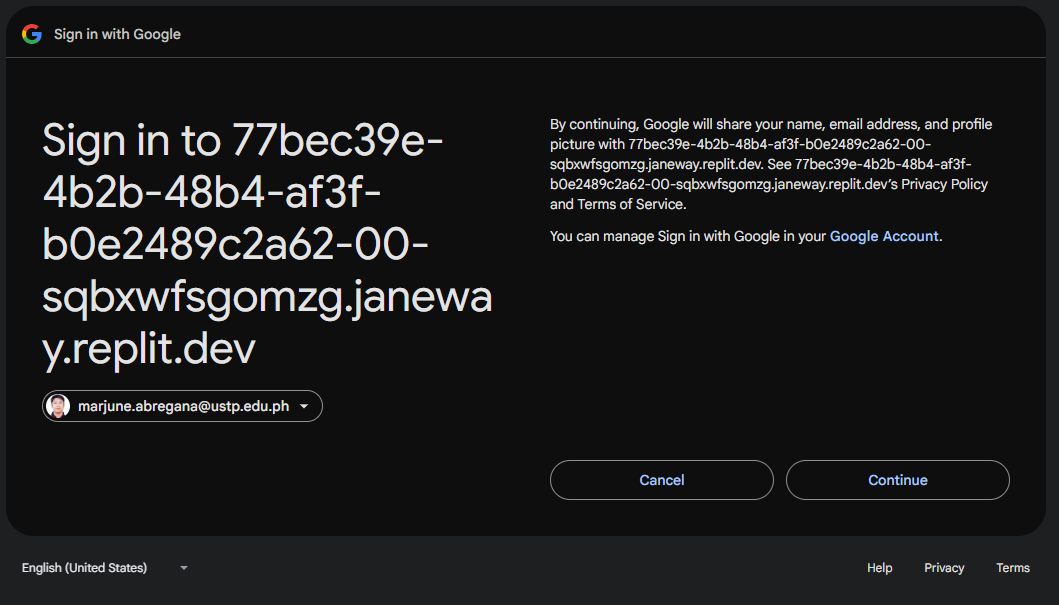 Sign in with Google
Sign in to 77bec39e-
4b2b-48b4-af3f-
b0e2489c2a62-00-
sqbxwfsgomzg.janewa
y.replit.dev
marjune.abregana@ustp.edu.ph
By continuing, Google will share your name, email address, and profile
picture with 77bec39e-4b2b-48b4-af3f-b0e2489c2a62-00-
sqbxwfsgomzg.janeway.replit.dev. See 77bec39e-4b2b-48b4-af3f-
b0e2489c2a62-00-sqbxwfsgomzg.janeway.replit.dev’s Privacy Policy
and Terms of Service.
You can manage Sign in with Google in your Google Account.
Cancel
Continue
English (United States)
Help
Privacy
Terms